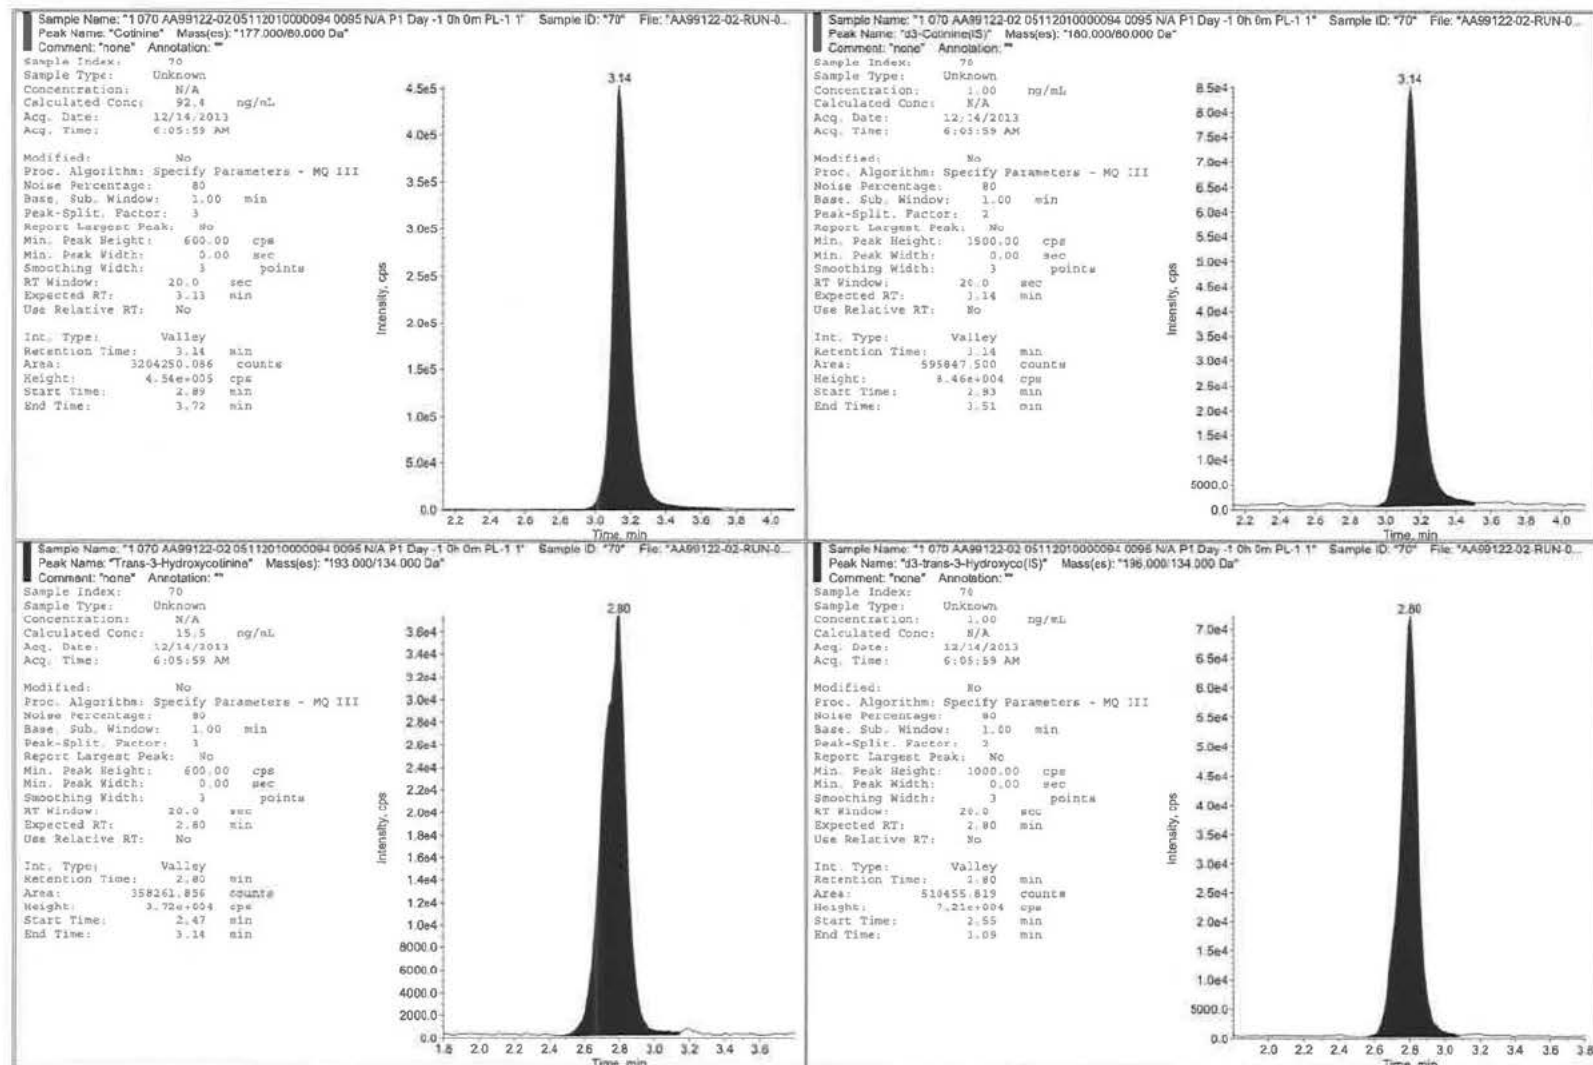 Sample Name: "1 070 AA99122-02 05112010000094 0095 N/A P1 Day -1 0h 0m PL-1 1" Sample ID: "70" File: "AA99122-02-RUN-0...
Peak Name: "Cotinine" Mass(es): "177.000/80.000 Da"
Comment: "none" Annotation: ""
Sample Index: 70
Sample Type: Unknown
Concentration: N/A
Calculated Conc: 92.4 ng/mL
Acq. Date: 12/14/2013
Acq. Time: 6:05:59 AM
Modified: No
Proc. Algorithm: Specify Parameters - MQ III
Noise Percentage: 80
Base. Sub. Window: 1.00 min
Peak-Split. Factor: 3
Report Largest Peak: No
Min. Peak Height: 600.00 cps
Min. Peak Width: 0.00 sec
Smoothing Width: 3 points
RT Window: 20.0 sec
Expected RT: 3.13 min
Use Relative RT: No
Int. Type: Valley
Retention Time: 3.14 min
Area: 3204250.086 counts
Height: 4.54e+005 cps
Start Time: 2.89 min
End Time: 3.72 min
3.14
4.5e5
4.0e5
3.5e5
3.0e5
2.5e5
2.0e5
1.5e5
1.0e5
5.0e4
0.0
Intensity, cps
2.2 2.4 2.6 2.8 3.0 3.2 3.4 3.6 3.8 4.0
Time, min
Sample Name: "1 070 AA99122-02 05112010000094 0095 N/A P1 Day -1 0h 0m PL-1 1" Sample ID: "70" File: "AA99122-02-RUN-0...
Peak Name: "d3-Cotinine(IS)" Mass(es): "180.000/80.000 Da"
Comment: "none" Annotation: ""
Sample Index: 70
Sample Type: Unknown
Concentration: 1.00 ng/mL
Calculated Conc: N/A
Acq. Date: 12/14/2013
Acq. Time: 6:05:59 AM
Modified: No
Proc. Algorithm: Specify Parameters - MQ III
Noise Percentage: 80
Base. Sub. Window: 1.00 min
Peak-Split. Factor: 2
Report Largest Peak: No
Min. Peak Height: 1500.00 cps
Min. Peak Width: 0.00 sec
Smoothing Width: 3 points
RT Window: 20.0 sec
Expected RT: 3.14 min
Use Relative RT: No
Int. Type: Valley
Retention Time: 3.14 min
Area: 595847.500 counts
Height: 8.46e+004 cps
Start Time: 2.93 min
End Time: 3.51 min
3.14
8.5e4
8.0e4
7.5e4
7.0e4
6.5e4
6.0e4
5.5e4
5.0e4
4.5e4
4.0e4
3.5e4
3.0e4
2.5e4
2.0e4
1.5e4
1.0e4
5000.0
0.0
Intensity, cps
2.2 2.4 2.6 2.8 3.0 3.2 3.4 3.6 3.8 4.0
Time, min
Sample Name: "1 070 AA99122-02 05112010000094 0095 N/A P1 Day -1 0h 0m PL-1 1" Sample ID: "70" File: "AA99122-02-RUN-0...
Peak Name: "Trans-3-Hydroxycotinine" Mass(es): "193.000/134.000 Da"
Comment: "none" Annotation: ""
Sample Index: 70
Sample Type: Unknown
Concentration: N/A
Calculated Conc: 15.5 ng/mL
Acq. Date: 12/14/2013
Acq. Time: 6:05:59 AM
Modified: No
Proc. Algorithm: Specify Parameters - MQ III
Noise Percentage: 80
Base. Sub. Window: 1.00 min
Peak-Split. Factor: 3
Report Largest Peak: No
Min. Peak Height: 600.00 cps
Min. Peak Width: 0.00 sec
Smoothing Width: 3 points
RT Window: 20.0 sec
Expected RT: 2.80 min
Use Relative RT: No
Int. Type: Valley
Retention Time: 2.80 min
Area: 358261.856 counts
Height: 3.72e+004 cps
Start Time: 2.47 min
End Time: 3.14 min
2.80
3.6e4
3.4e4
3.2e4
3.0e4
2.8e4
2.6e4
2.4e4
2.2e4
2.0e4
1.8e4
1.6e4
1.4e4
1.2e4
1.0e4
8000.0
6000.0
4000.0
2000.0
0.0
Intensity, cps
1.8 2.0 2.2 2.4 2.6 2.8 3.0 3.2 3.4 3.6
Time, min
Sample Name: "1 070 AA99122-02 05112010000094 0095 N/A P1 Day -1 0h 0m PL-1 1" Sample ID: "70" File: "AA99122-02-RUN-0...
Peak Name: "d3-trans-3-Hydroxyco(IS)" Mass(es): "196.000/134.000 Da"
Comment: "none" Annotation: ""
Sample Index: 70
Sample Type: Unknown
Concentration: 1.00 ng/mL
Calculated Conc: N/A
Acq. Date: 12/14/2013
Acq. Time: 6:05:59 AM
Modified: No
Proc. Algorithm: Specify Parameters - MQ III
Noise Percentage: 80
Base. Sub. Window: 1.00 min
Peak-Split. Factor: 2
Report Largest Peak: No
Min. Peak Height: 1000.00 cps
Min. Peak Width: 0.00 sec
Smoothing Width: 3 points
RT Window: 20.0 sec
Expected RT: 2.80 min
Use Relative RT: No
Int. Type: Valley
Retention Time: 2.80 min
Area: 510455.819 counts
Height: 7.21e+004 cps
Start Time: 2.55 min
End Time: 3.09 min
2.80
7.0e4
6.5e4
6.0e4
5.5e4
5.0e4
4.5e4
4.0e4
3.5e4
3.0e4
2.5e4
2.0e4
1.5e4
1.0e4
5000.0
0.0
Intensity, cps
2.0 2.2 2.4 2.6 2.8 3.0 3.2 3.4 3.6 3.8
Time, min